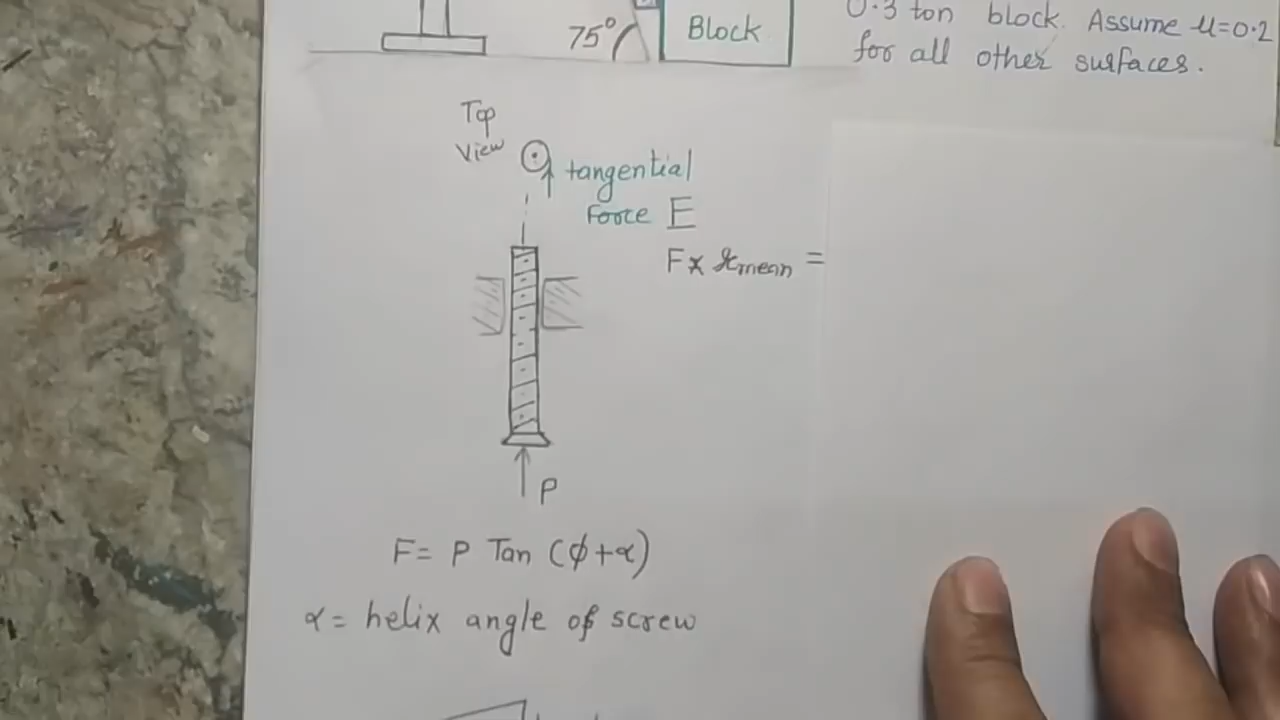 75°
Block
0.3 ton block. Assume μ=0.2
for all other surfaces.
Top
View
tangential
Force F
F x rmean =
P
F= P Tan (ϕ+α)
α= helix angle of screw